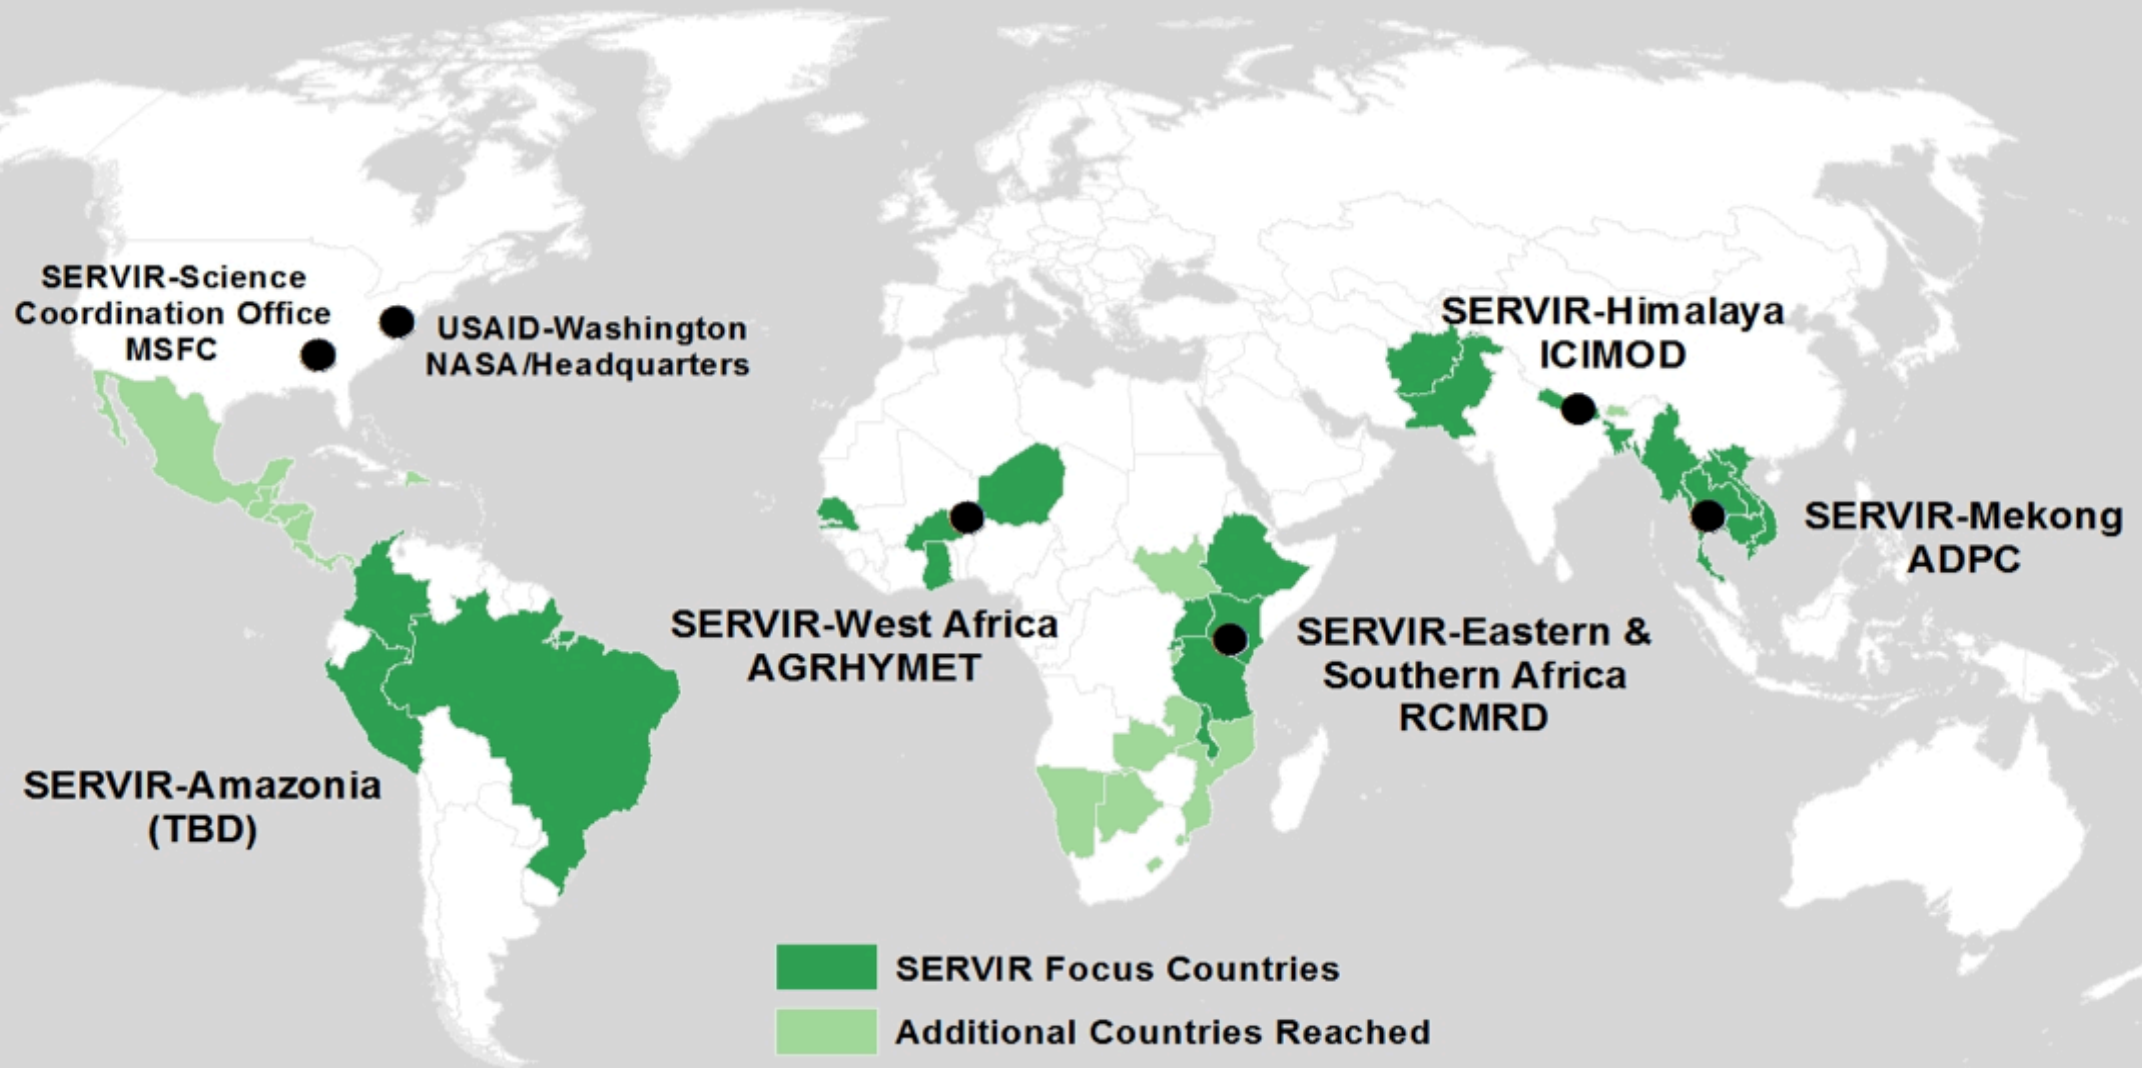 SERVIR-Science
Coordination Office
MSFC
USAID-Washington
NASA/Headquarters
SERVIR-Himalaya
ICIMOD
SERVIR-Mekong
ADPC
SERVIR-West Africa
AGRHYMET
SERVIR-Eastern &
Southern Africa
RCMRD
SERVIR-Amazonia
(TBD)
SERVIR Focus Countries
Additional Countries Reached